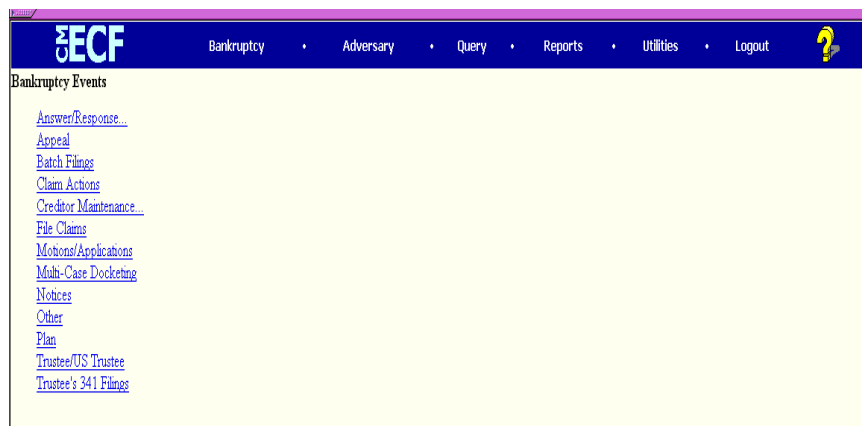 CM ECF Bankruptcy • Adversary • Query • Reports • Utilities • Logout ?
Bankruptcy Events
Answer/Response...
Appeal
Batch Filings
Claim Actions
Creditor Maintenance...
File Claims
Motions/Applications
Multi-Case Docketing
Notices
Other
Plan
Trustee/US Trustee
Trustee's 341 Filings